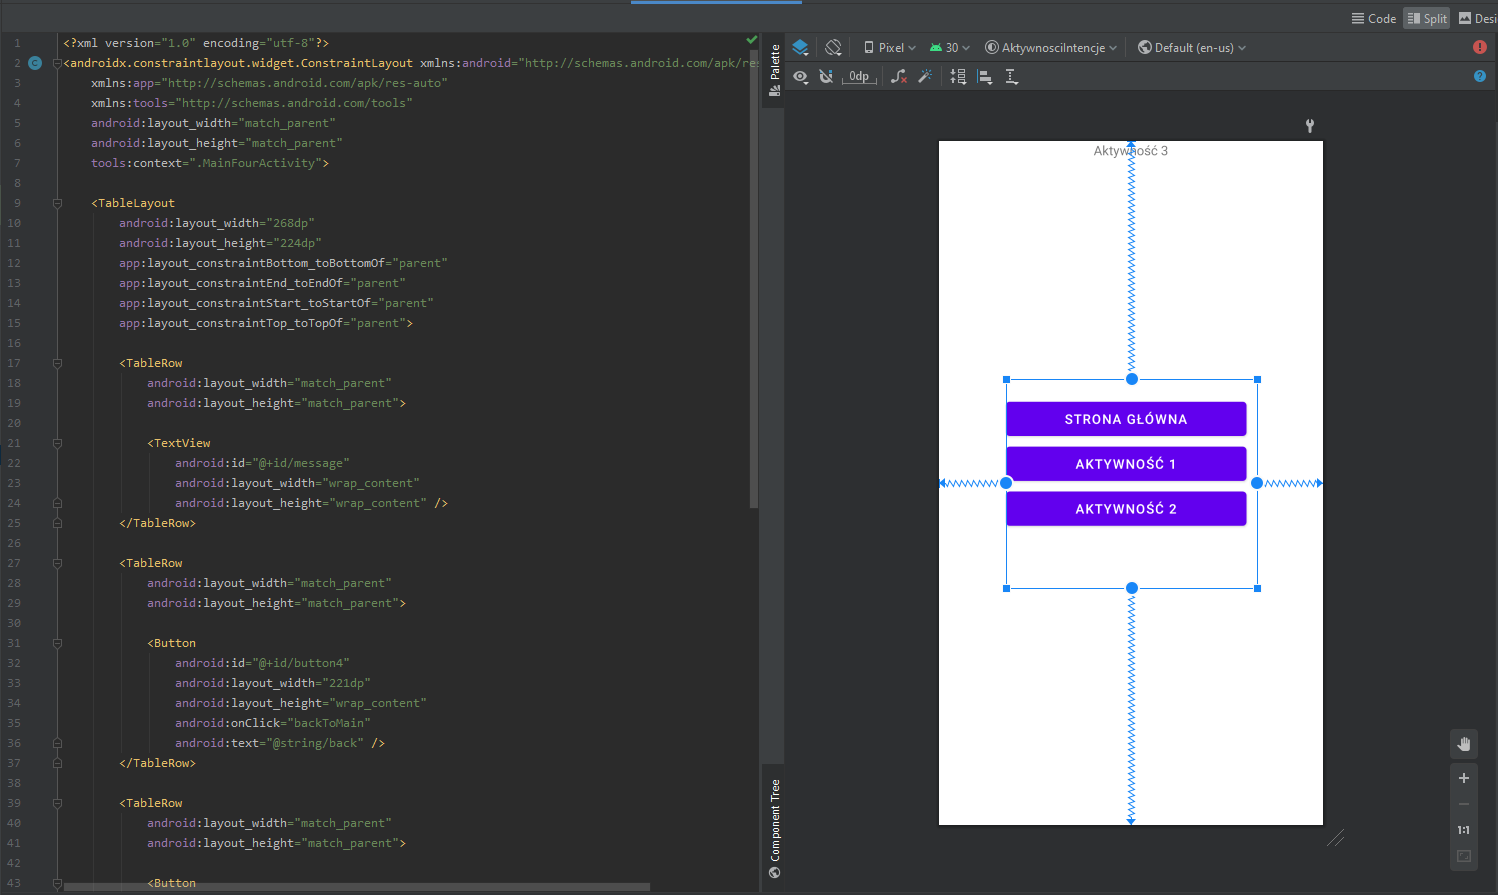 Code
Split
Desi
1 <?xml version="1.0" encoding="utf-8"?>
2 <androidx.constraintlayout.widget.ConstraintLayout xmlns:android="http://schemas.android.com/apk/res
3 xmlns:app="http://schemas.android.com/apk/res-auto"
4 xmlns:tools="http://schemas.android.com/tools"
5 android:layout_width="match_parent"
6 android:layout_height="match_parent"
7 tools:context=".MainFourActivity">
8
9 <TableLayout
10 android:layout_width="268dp"
11 android:layout_height="224dp"
12 app:layout_constraintBottom_toBottomOf="parent"
13 app:layout_constraintEnd_toEndOf="parent"
14 app:layout_constraintStart_toStartOf="parent"
15 app:layout_constraintTop_toTopOf="parent">
16
17 <TableRow
18 android:layout_width="match_parent"
19 android:layout_height="match_parent">
20
21 <TextView
22 android:id="@+id/message"
23 android:layout_width="wrap_content"
24 android:layout_height="wrap_content" />
25 </TableRow>
26
27 <TableRow
28 android:layout_width="match_parent"
29 android:layout_height="match_parent">
30
31 <Button
32 android:id="@+id/button4"
33 android:layout_width="221dp"
34 android:layout_height="wrap_content"
35 android:onClick="backToMain"
36 android:text="@string/back" />
37 </TableRow>
38
39 <TableRow
40 android:layout_width="match_parent"
41 android:layout_height="match_parent">
42
43 <Button
C
Palette
Component Tree
Pixel
30
AktywnosciIntencje
Default (en-us)
0dp
Aktywność 3
STRONA GŁÓWNA
AKTYWNOŚĆ 1
AKTYWNOŚĆ 2
1:1